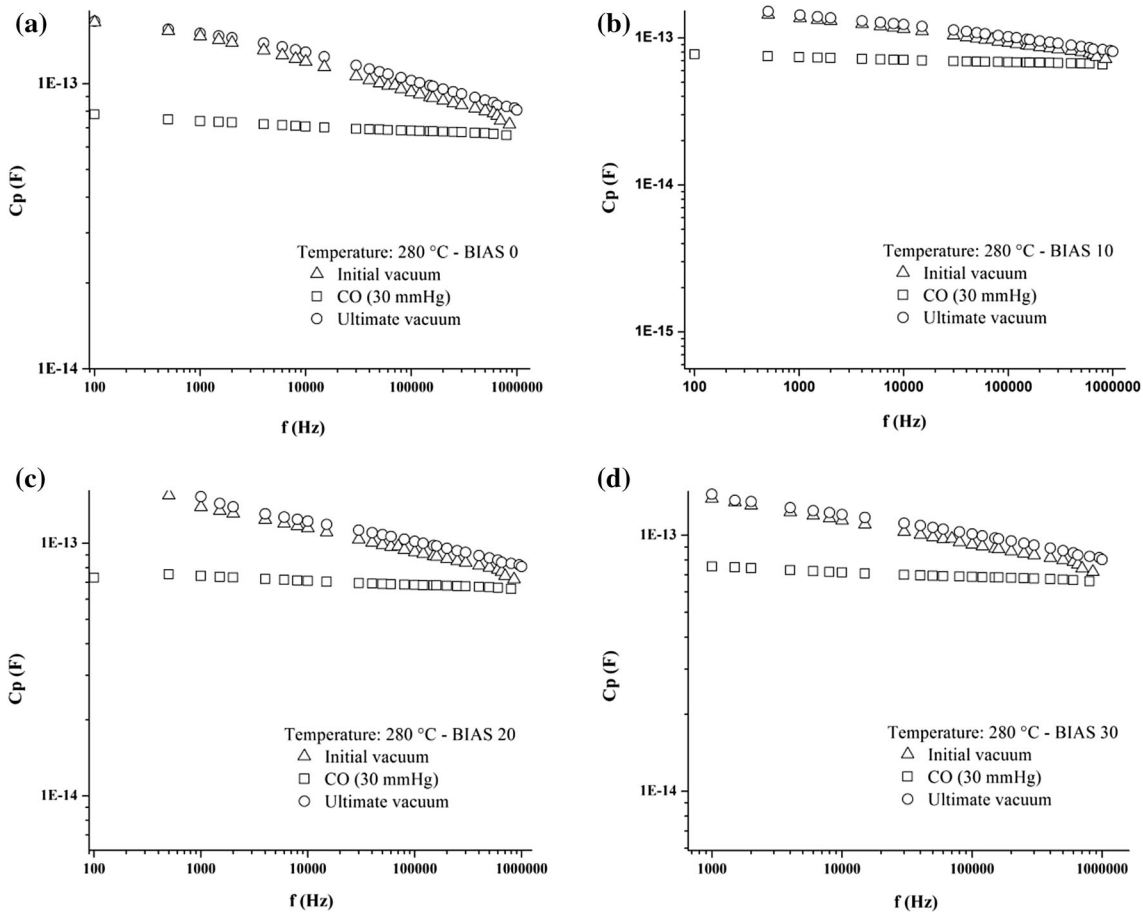 (a)
1E-13
Cp (F)
1E-14
Temperature: 280 °C - BIAS 0
Initial vacuum
CO (30 mmHg)
Ultimate vacuum
100 1000 10000 100000 1000000
f (Hz)
(b)
1E-13
1E-14
Cp (F)
1E-15
Temperature: 280 °C - BIAS 10
Initial vacuum
CO (30 mmHg)
Ultimate vacuum
100 1000 10000 100000 1000000
f (Hz)
(c)
1E-13
Cp (F)
1E-14
Temperature: 280 °C - BIAS 20
Initial vacuum
CO (30 mmHg)
Ultimate vacuum
100 1000 10000 100000 1000000
f (Hz)
(d)
1E-13
Cp (F)
1E-14
Temperature: 280 °C - BIAS 30
Initial vacuum
CO (30 mmHg)
Ultimate vacuum
1000 10000 100000 1000000
f (Hz)